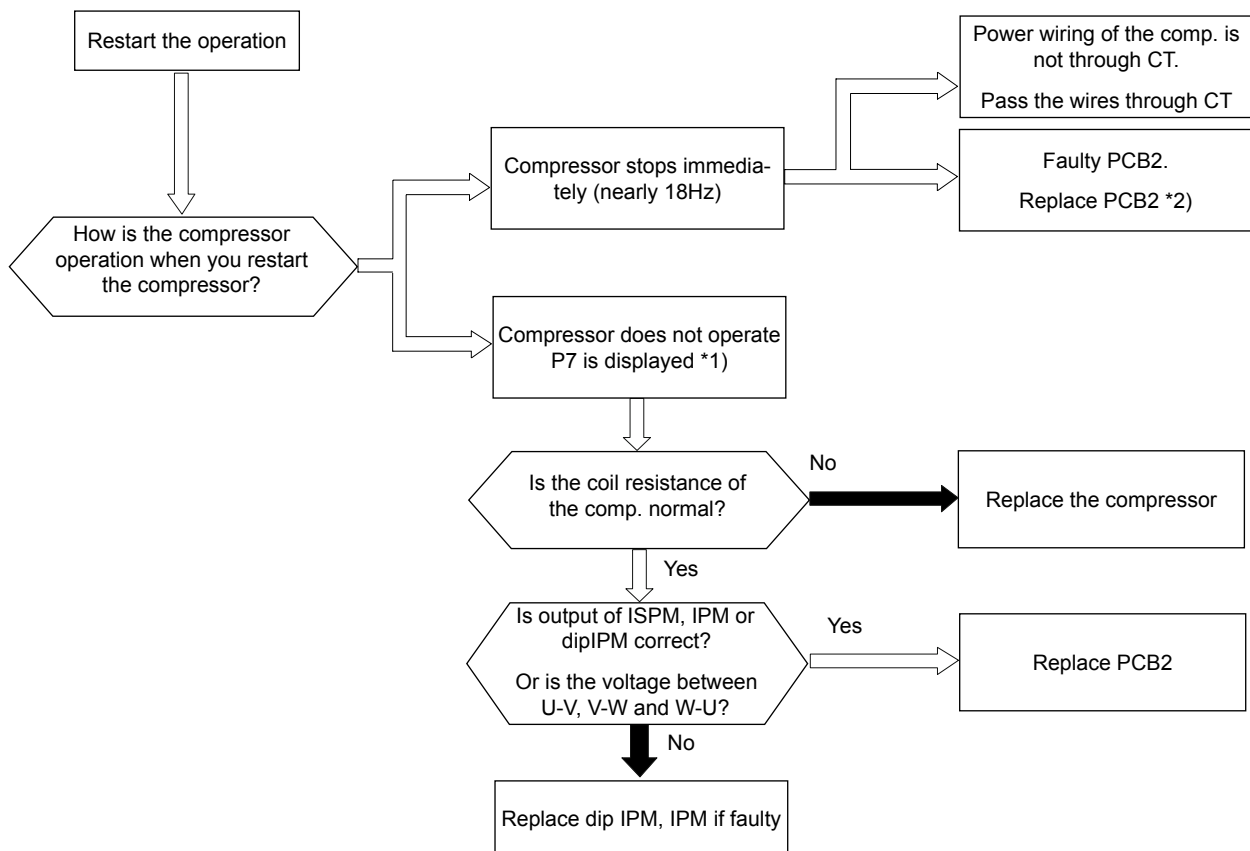 Restart the operation
How is the compressor
operation when you restart
the compressor?
Compressor stops immedia-
tely (nearly 18Hz)
Power wiring of the comp. is
not through CT.
Pass the wires through CT
Faulty PCB2.
Replace PCB2 *2)
Compressor does not operate
P7 is displayed *1)
Is the coil resistance of
the comp. normal?
No
Replace the compressor
Yes
Is output of ISPM, IPM or
dipIPM correct?
Or is the voltage between
U-V, V-W and W-U?
Yes
Replace PCB2
No
Replace dip IPM, IPM if faulty